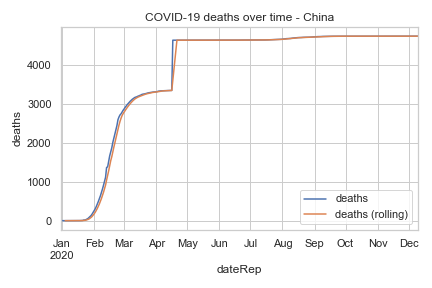 COVID-19 deaths over time - China
deaths
4000
3000
2000
1000
0
Jan Feb Mar Apr May Jun Jul Aug Sep Oct Nov Dec
2020
dateRep
deaths
deaths (rolling)